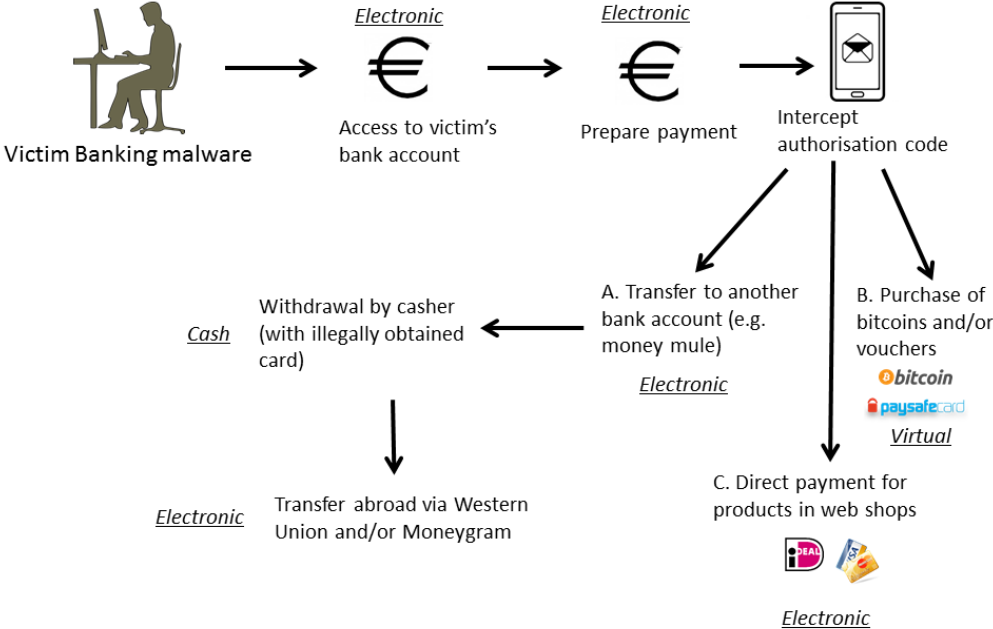 Electronic
Electronic
Victim Banking malware
Access to victim's
bank account
Prepare payment
Intercept
authorisation code
Withdrawal by casher
(with illegally obtained
card)
Cash
A. Transfer to another
bank account (e.g.
money mule)
Electronic
B. Purchase of
bitcoins and/or
vouchers
bitcoin
paysafecard
Virtual
Electronic
Transfer abroad via Western
Union and/or Moneygram
C. Direct payment for
products in web shops
iDEAL
VISA
Electronic